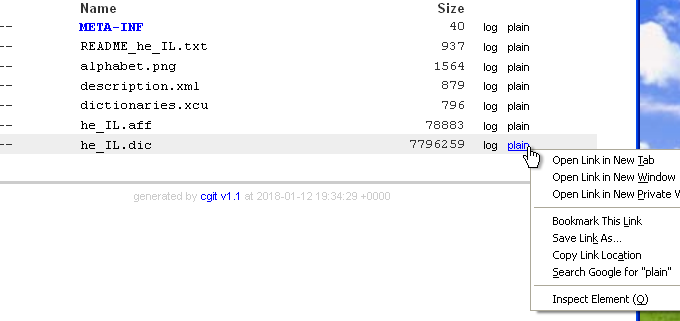 Name Size
META-INF 40 log plain
-- README_he_IL.txt 937 log plain
-- alphabet.png 1564 log plain
-- description.xml 879 log plain
-- dictionaries.xcu 796 log plain
-- he_IL.aff 78883 log plain
-- he_IL.dic 7796259 log plain
generated by cgit v1.1 at 2018-01-12 19:34:29 +0000
Open Link in New Tab
Open Link in New Window
Open Link in New Private
Bookmark This Link
Save Link As...
Copy Link Location
Search Google for "plain"
Inspect Element (Q)